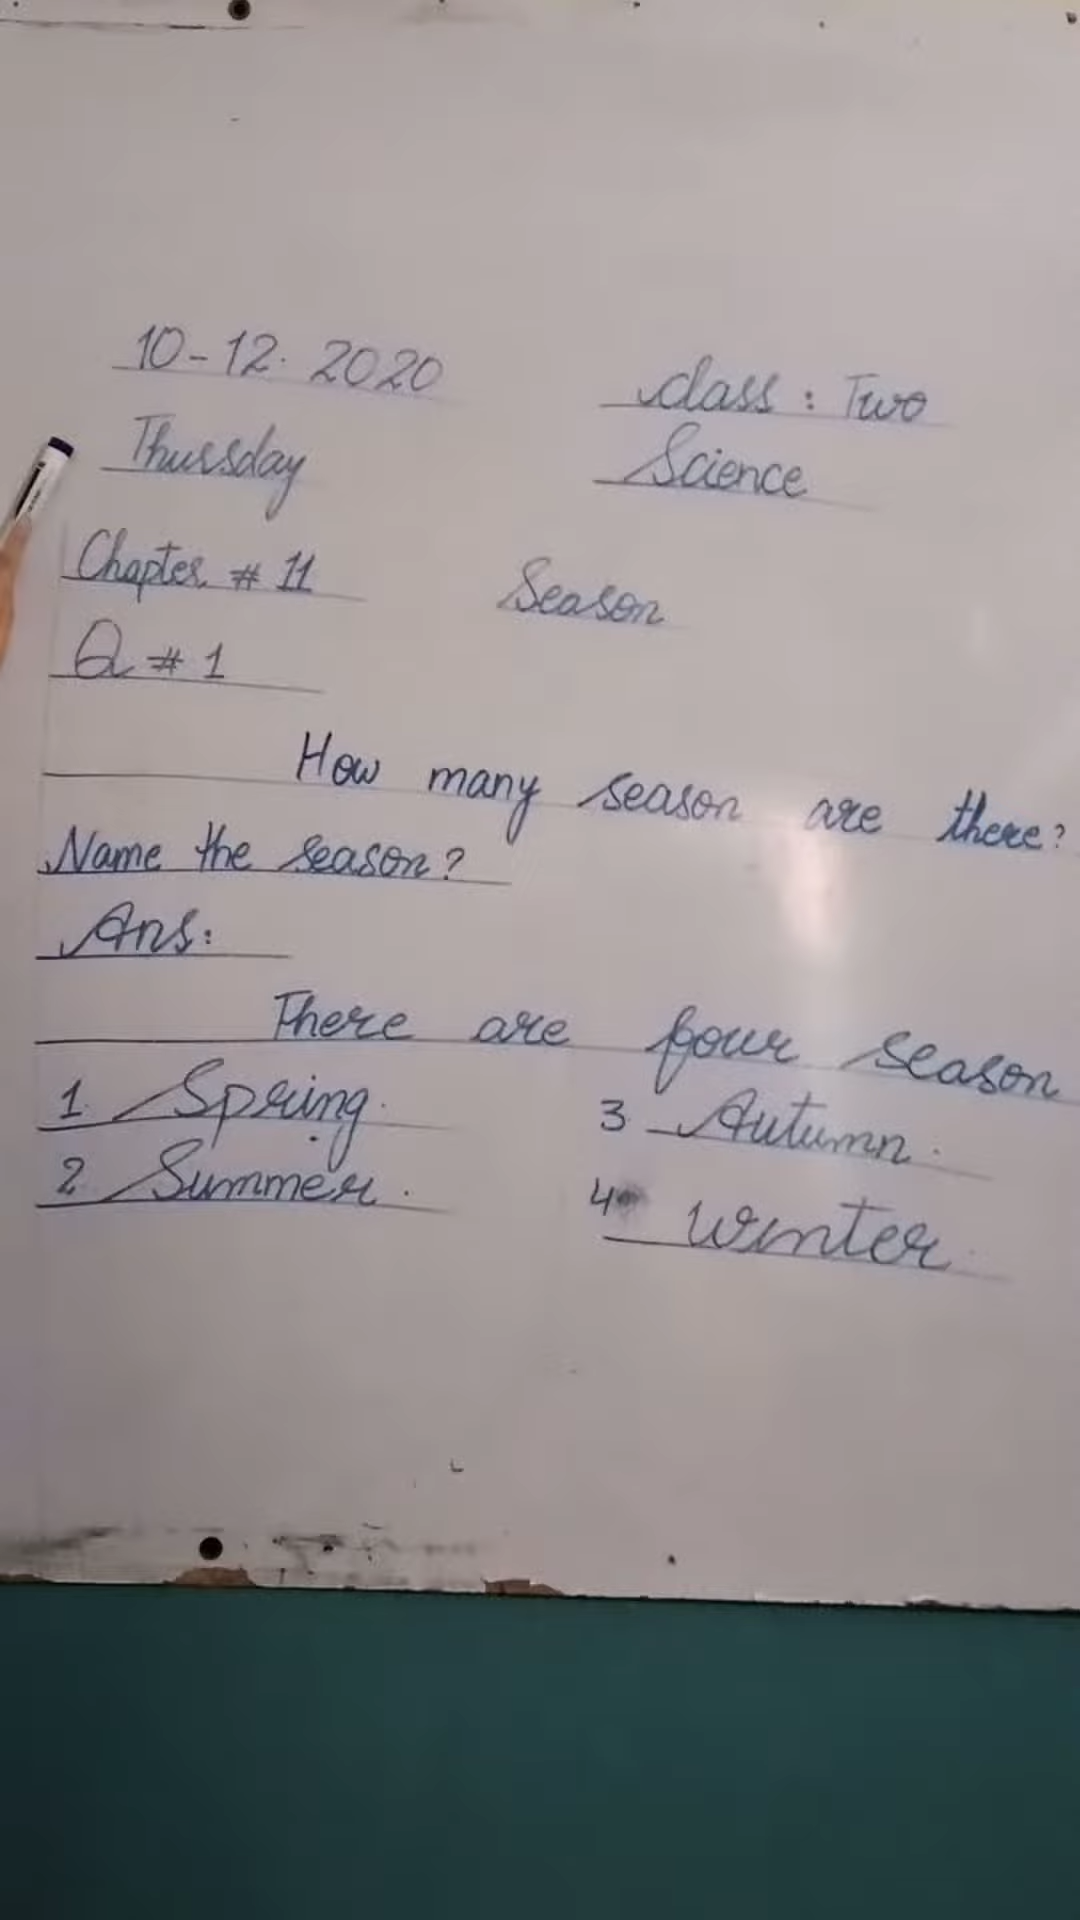 10-12. 2020
class : Two
Thursday
Science
Chapter # 11
Season
Q # 1
How many season are there?
Name the season?
Ans:
There are four season
1. Spring.
3 Autumn.
2 Summer.
4 winter